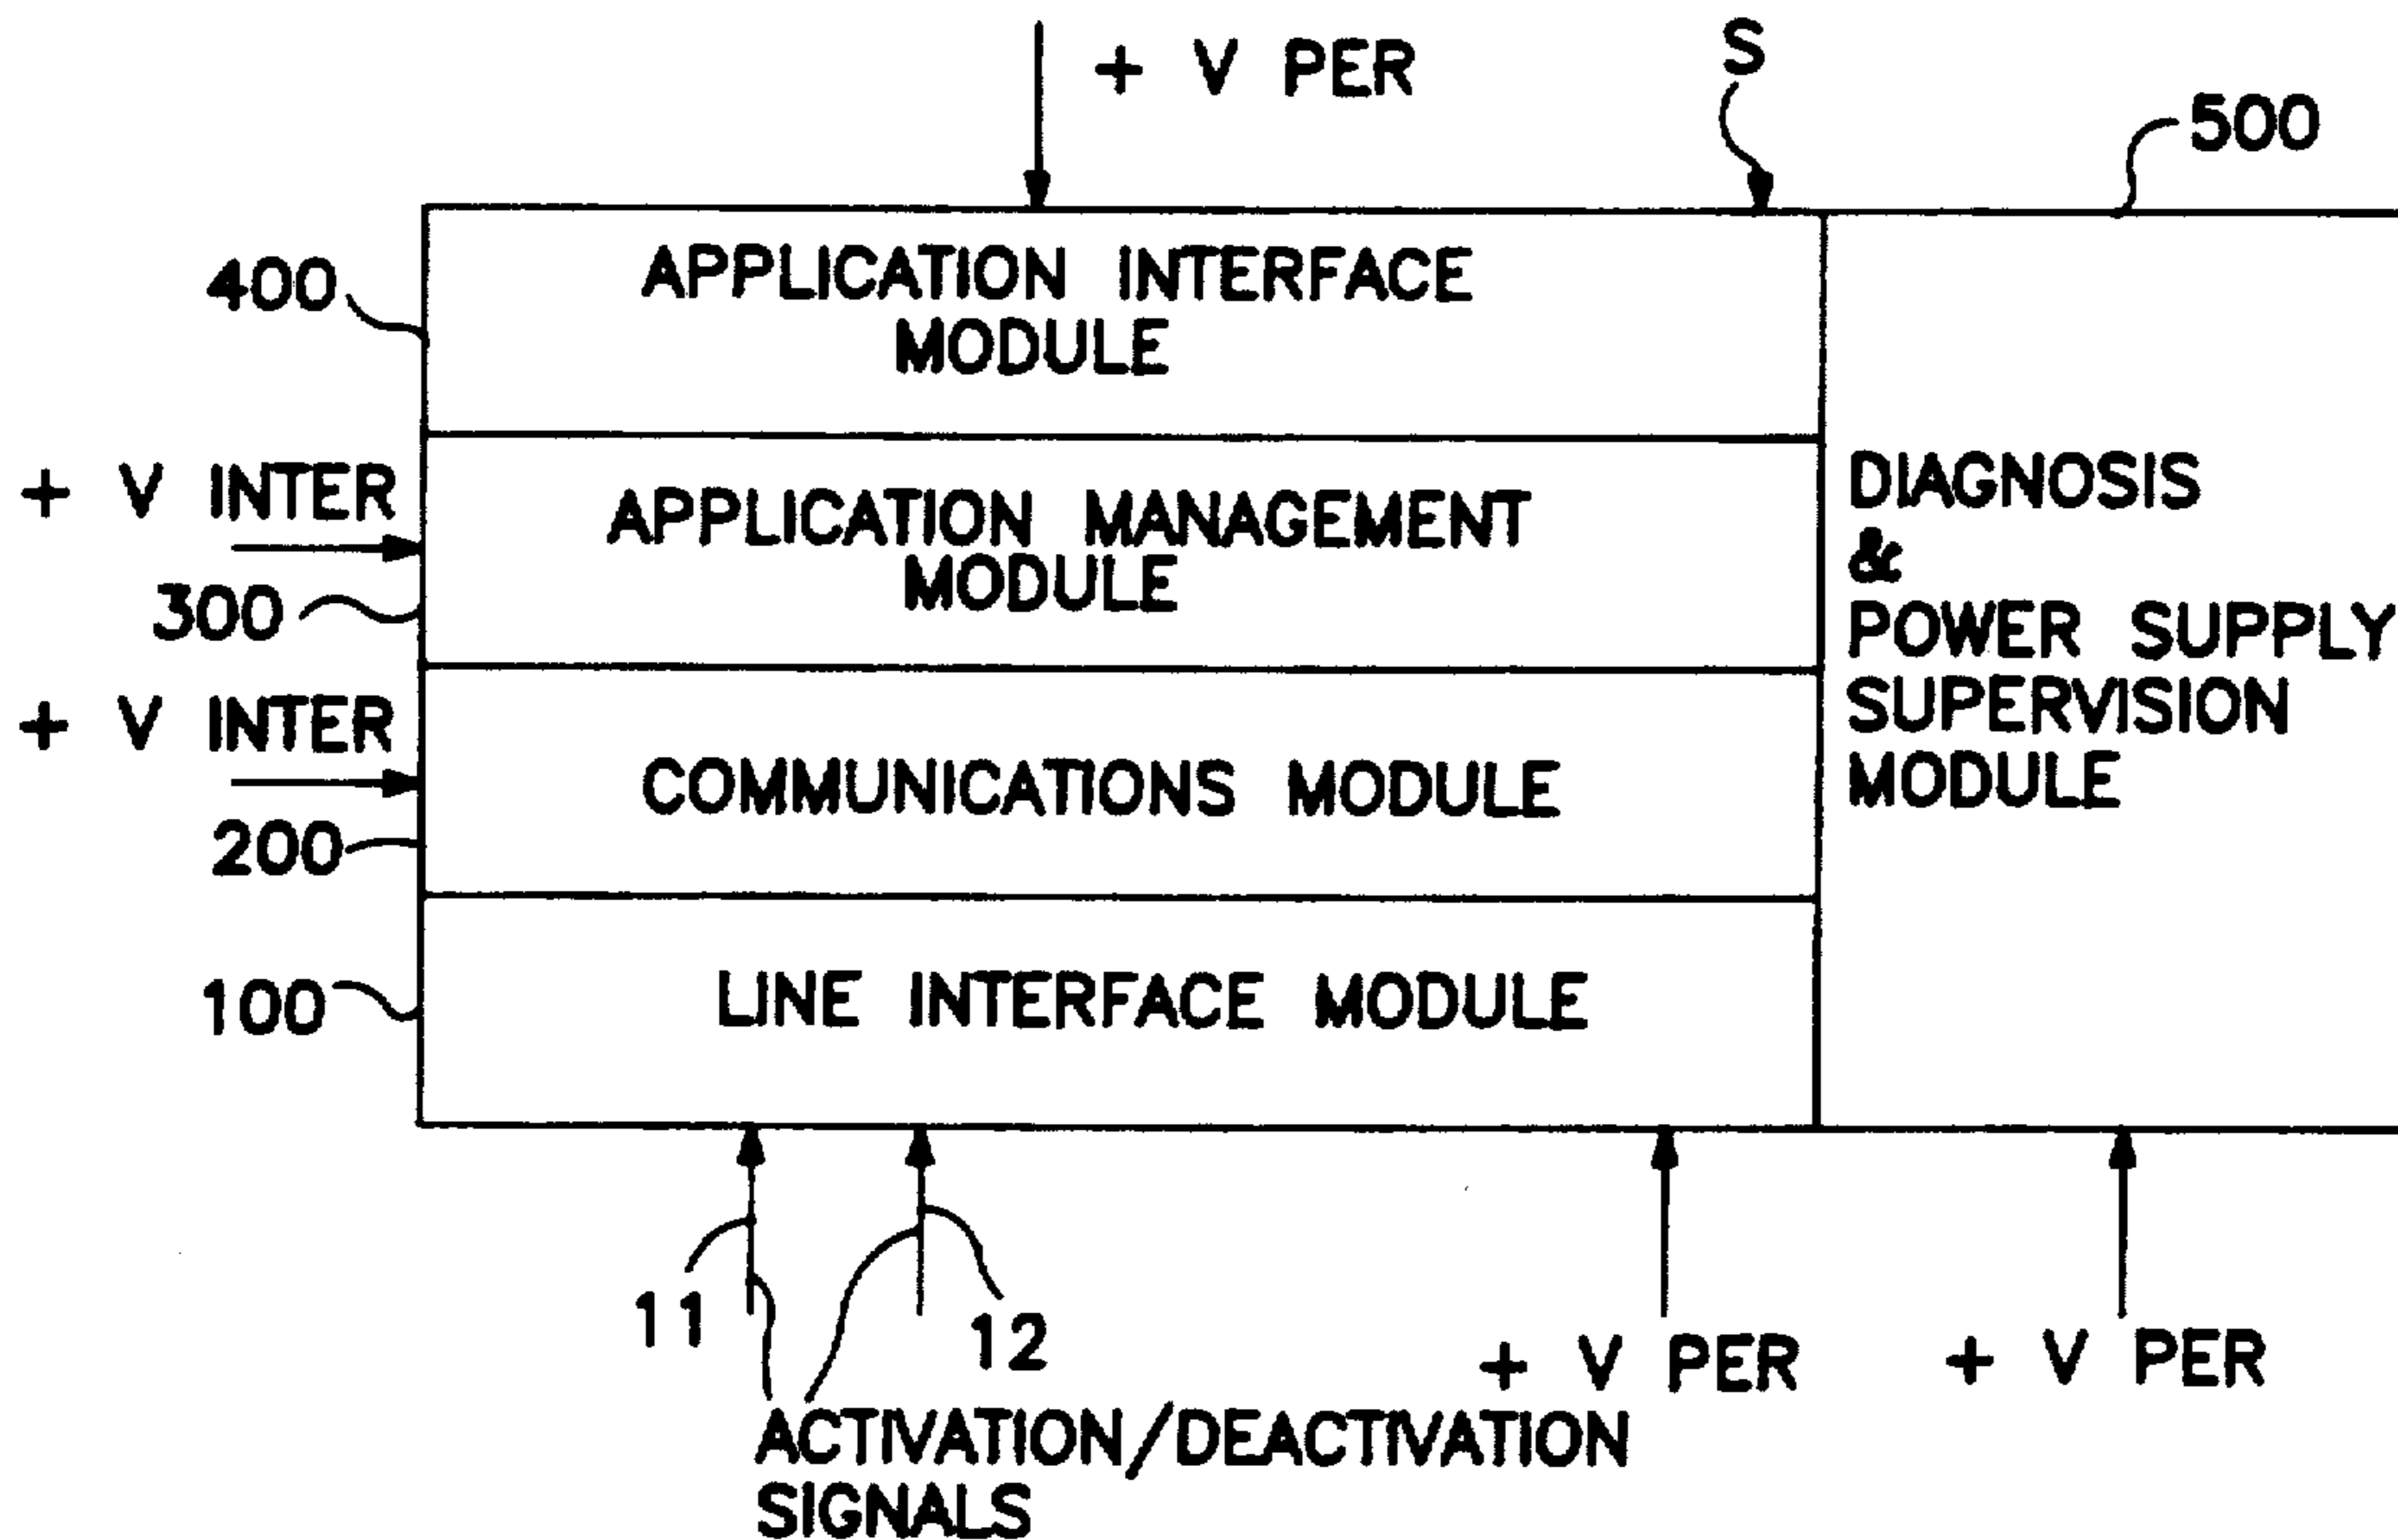 + V PER
S
500
400
APPLICATION INTERFACE
MODULE
+ V INTER
300
APPLICATION MANAGEMENT
MODULE
DIAGNOSIS
&
POWER SUPPLY
SUPERVISION
MODULE
+ V INTER
200
COMMUNICATIONS MODULE
100
LINE INTERFACE MODULE
11
12
+ V PER
+ V PER
ACTIVATION/DEACTIVATION
SIGNALS